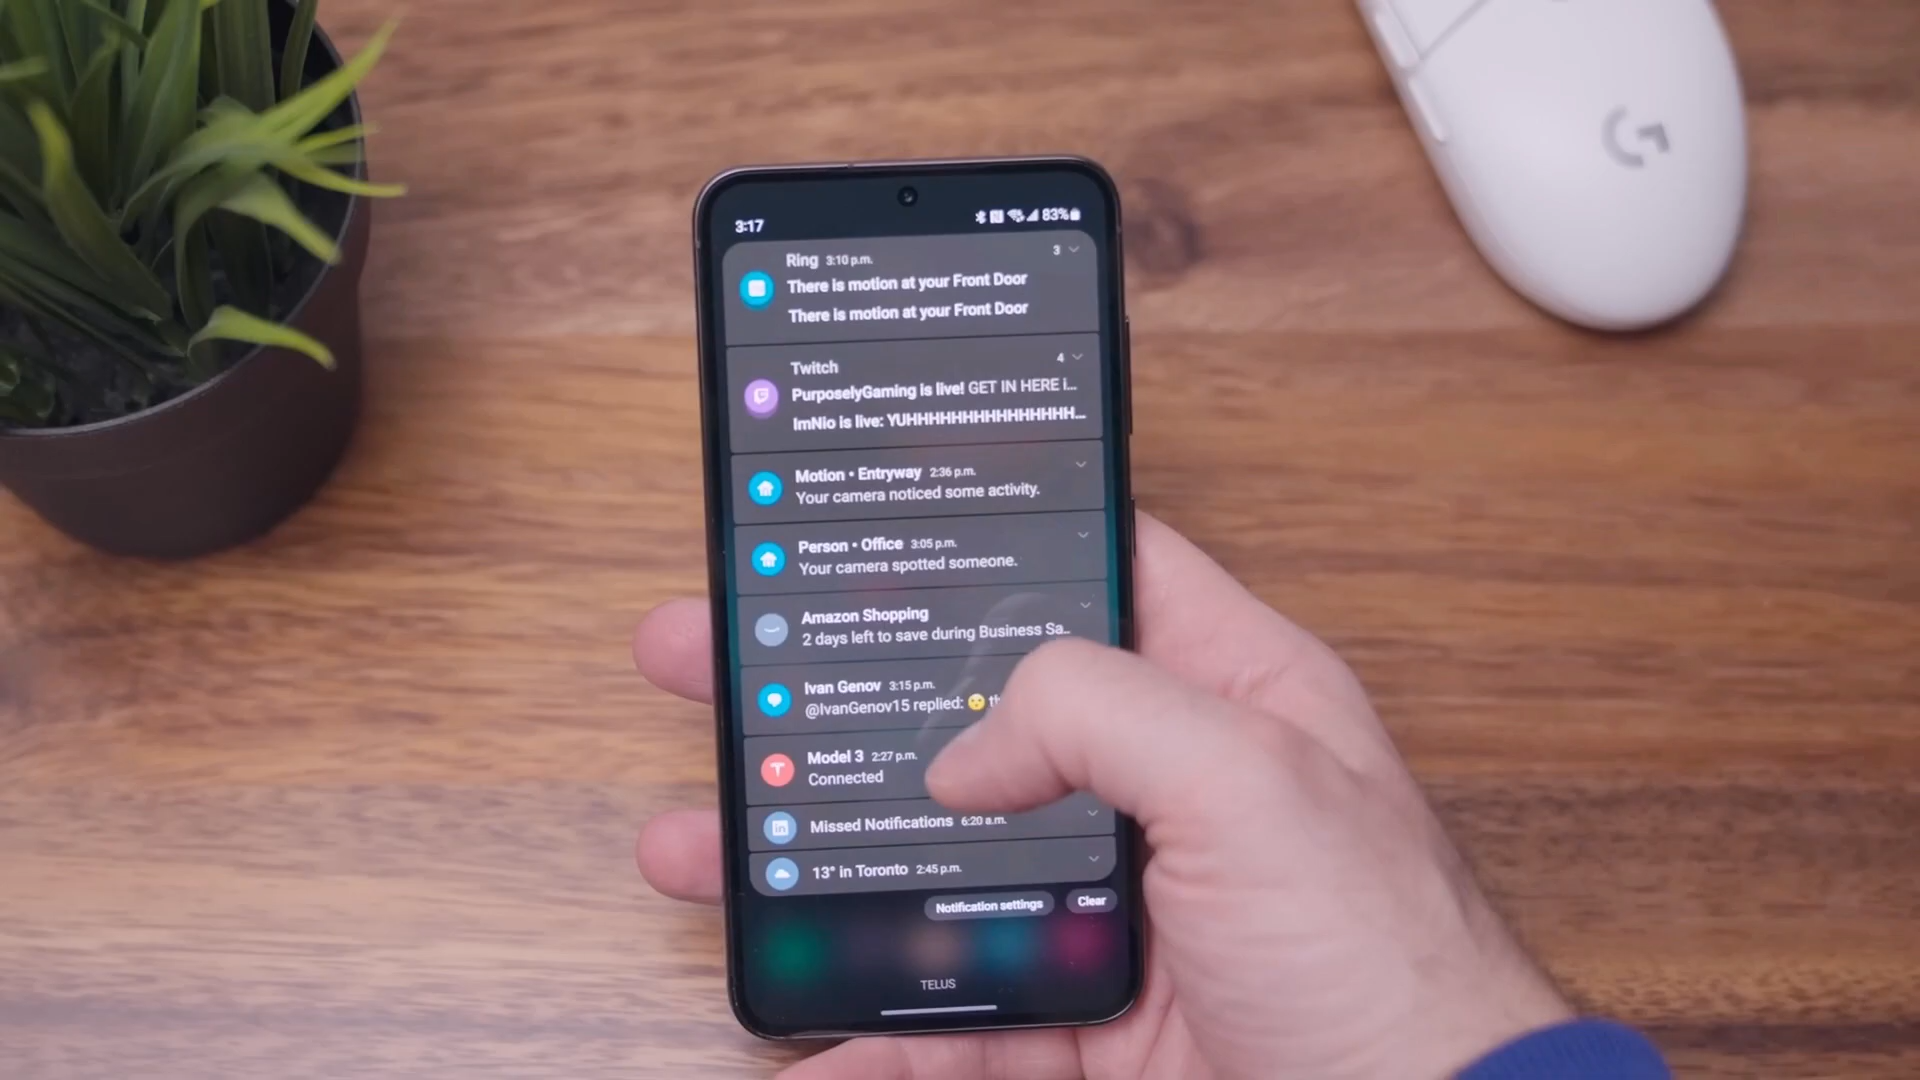 3:17 83%
Ring 3:10 p.m. 3
There is motion at your Front Door
There is motion at your Front Door
Twitch 4
PurposelyGaming is live! GET IN HERE i...
ImNio is live: YUHHHHHHHHHHHHHHHH...
Motion • Entryway 2:36 p.m.
Your camera noticed some activity.
Person • Office 3:05 p.m.
Your camera spotted someone.
Amazon Shopping
2 days left to save during Business Sa...
Ivan Genov 3:15 p.m.
@IvanGenov15 replied: 😳
Model 3 2:27 p.m.
Connected
in Missed Notifications 6:20 a.m.
13° in Toronto 2:45 p.m.
Notification settings Clear
TELUS